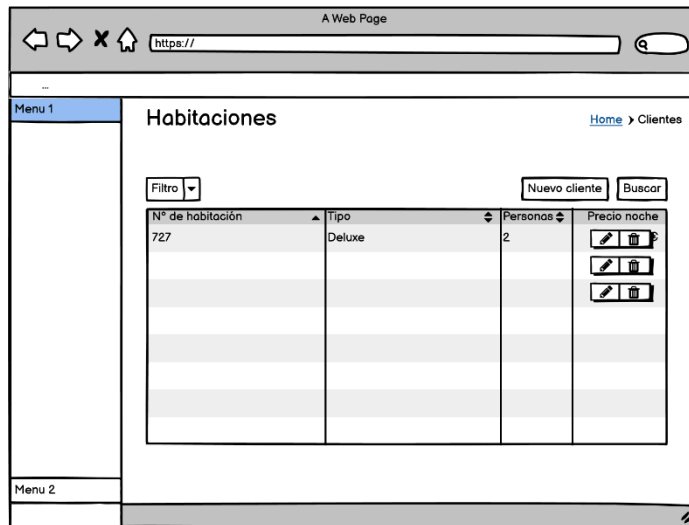 A Web Page
https://
...
Menu 1
Habitaciones
Home > Clientes
Filtro
Nuevo cliente Buscar
Nº de habitación Tipo Personas Precio noche
727 Deluxe 2 €
Menu 2